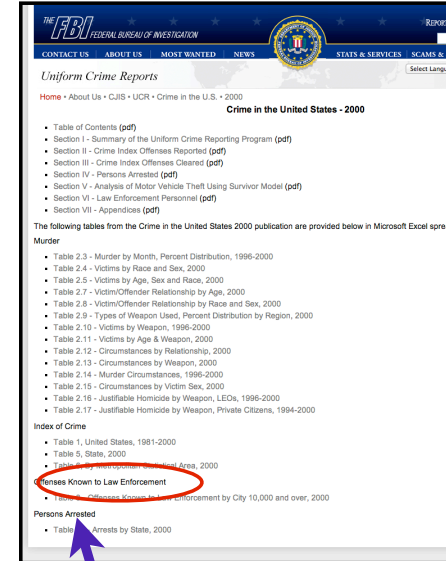 THE FBI FEDERAL BUREAU OF INVESTIGATION
REPOR
CONTACT US ABOUT US MOST WANTED NEWS STATS & SERVICES SCAMS &
Select Langu
Uniform Crime Reports
Home • About Us • CJIS • UCR • Crime in the U.S. • 2000
Crime in the United States - 2000
Table of Contents (pdf)
Section I - Summary of the Uniform Crime Reporting Program (pdf)
Section II - Crime Index Offenses Reported (pdf)
Section III - Crime Index Offenses Cleared (pdf)
Section IV - Persons Arrested (pdf)
Section V - Analysis of Motor Vehicle Theft Using Survivor Model (pdf)
Section VI - Law Enforcement Personnel (pdf)
Section VII - Appendices (pdf)
The following tables from the Crime in the United States 2000 publication are provided below in Microsoft Excel spre
Murder
Table 2.3 - Murder by Month, Percent Distribution, 1996-2000
Table 2.4 - Victims by Race and Sex, 2000
Table 2.5 - Victims by Age, Sex and Race, 2000
Table 2.7 - Victim/Offender Relationship by Age, 2000
Table 2.8 - Victim/Offender Relationship by Race and Sex, 2000
Table 2.9 - Types of Weapon Used, Percent Distribution by Region, 2000
Table 2.10 - Victims by Weapon, 1996-2000
Table 2.11 - Victims by Age & Weapon, 2000
Table 2.12 - Circumstances by Relationship, 2000
Table 2.13 - Circumstances by Weapon, 2000
Table 2.14 - Murder Circumstances, 1996-2000
Table 2.15 - Circumstances by Victim Sex, 2000
Table 2.16 - Justifiable Homicide by Weapon, LEOs, 1996-2000
Table 2.17 - Justifiable Homicide by Weapon, Private Citizens, 1994-2000
Index of Crime
Table 1, United States, 1981-2000
Table 5, State, 2000
Table By Metropolitan Statistical Area, 2000
Offenses Known to Law Enforcement
Table - Offenses Known to Law Enforcement by City 10,000 and over, 2000
Persons Arrested
Table Arrests by State, 2000